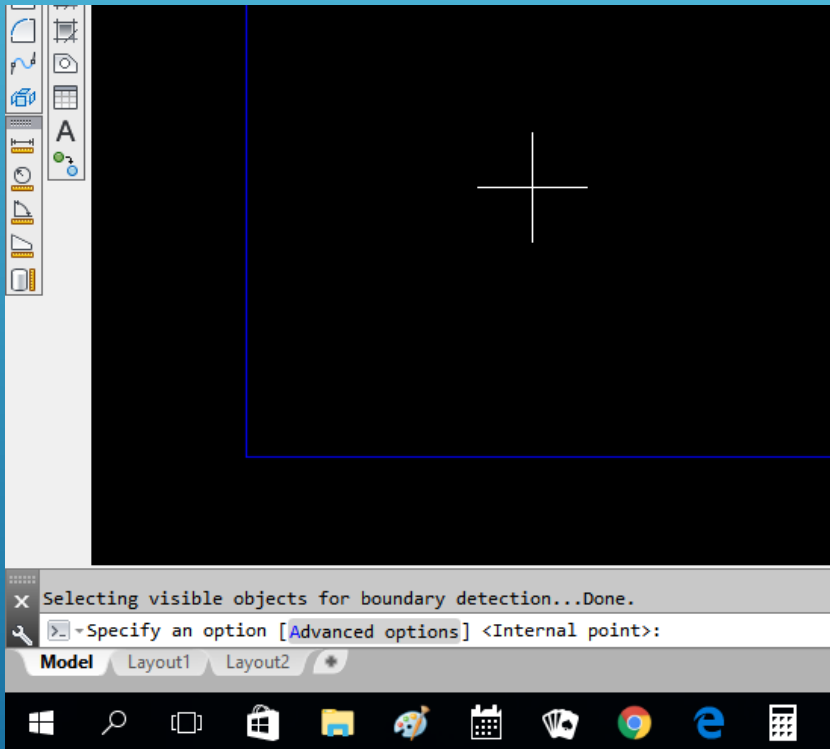 A
Selecting visible objects for boundary detection...Done.
Specify an option [Advanced options] <Internal point>:
Model Layout1 Layout2